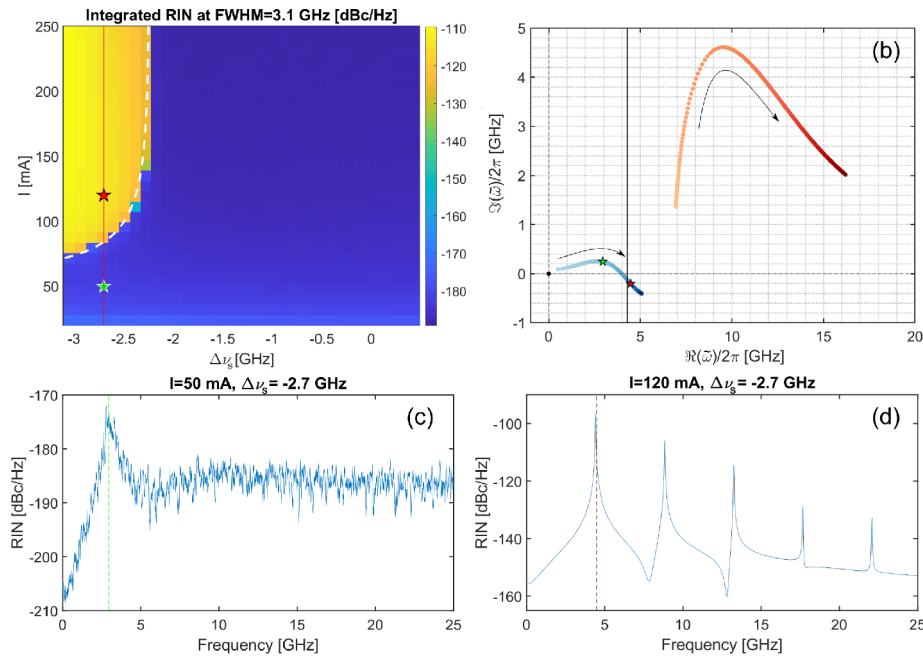 Integrated RIN at FWHM=3.1 GHz [dBc/Hz]
250
200
150
100
50
I [mA]
-3 -2.5 -2 -1.5 -1 -0.5 0
Δν_s[GHz]
-110
-120
-130
-140
-150
-160
-170
-180
(b)
5
4
3
2
1
0
-1
ℑ(ω̃)/2π [GHz]
0 5 10 15 20
ℜ(ω̃)/2π [GHz]
I=50 mA, Δν_s= -2.7 GHz
(c)
-170
-180
-190
-200
-210
RIN [dBc/Hz]
0 5 10 15 20 25
Frequency [GHz]
I=120 mA, Δν_s= -2.7 GHz
(d)
-100
-120
-140
-160
RIN [dBc/Hz]
0 5 10 15 20 25
Frequency [GHz]